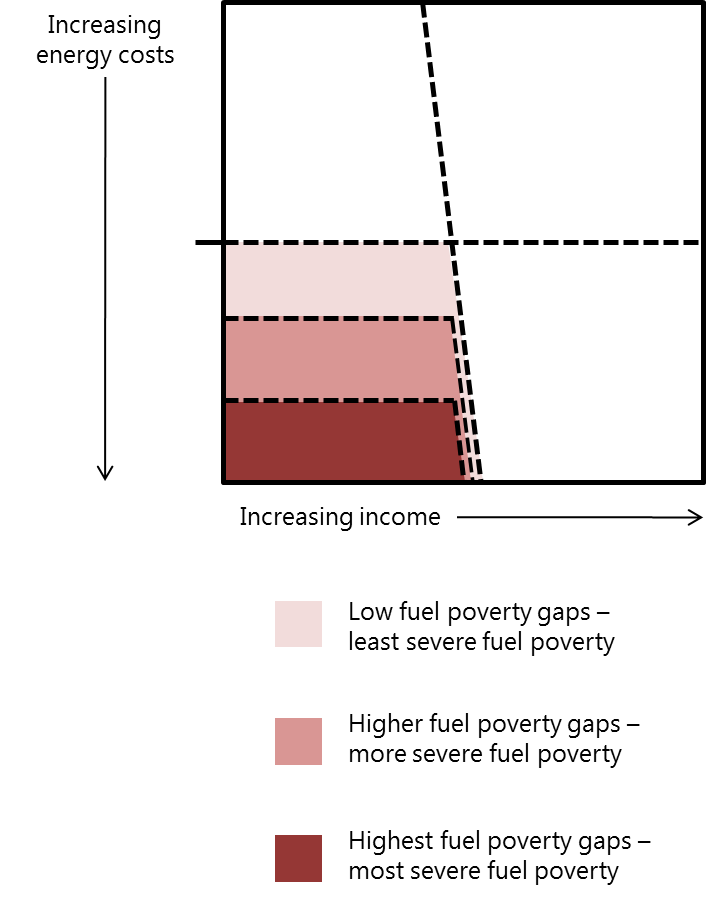 Increasing
energy costs
Increasing income
Low fuel poverty gaps –
least severe fuel poverty
Higher fuel poverty gaps –
more severe fuel poverty
Highest fuel poverty gaps –
most severe fuel poverty